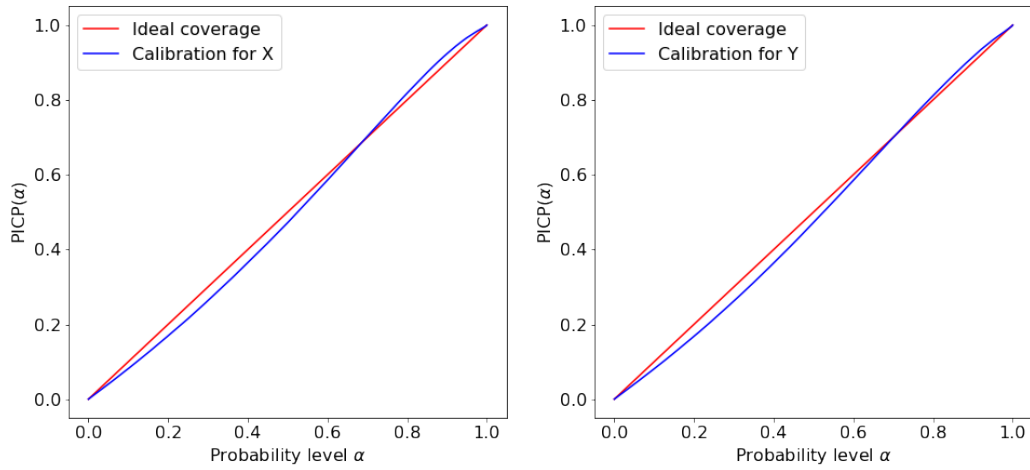 Ideal coverage
Calibration for X
1.0
0.8
0.6
0.4
0.2
0.0
PICP(α)
0.0 0.2 0.4 0.6 0.8 1.0
Probability level α
Ideal coverage
Calibration for Y
1.0
0.8
0.6
0.4
0.2
0.0
PICP(α)
0.0 0.2 0.4 0.6 0.8 1.0
Probability level α